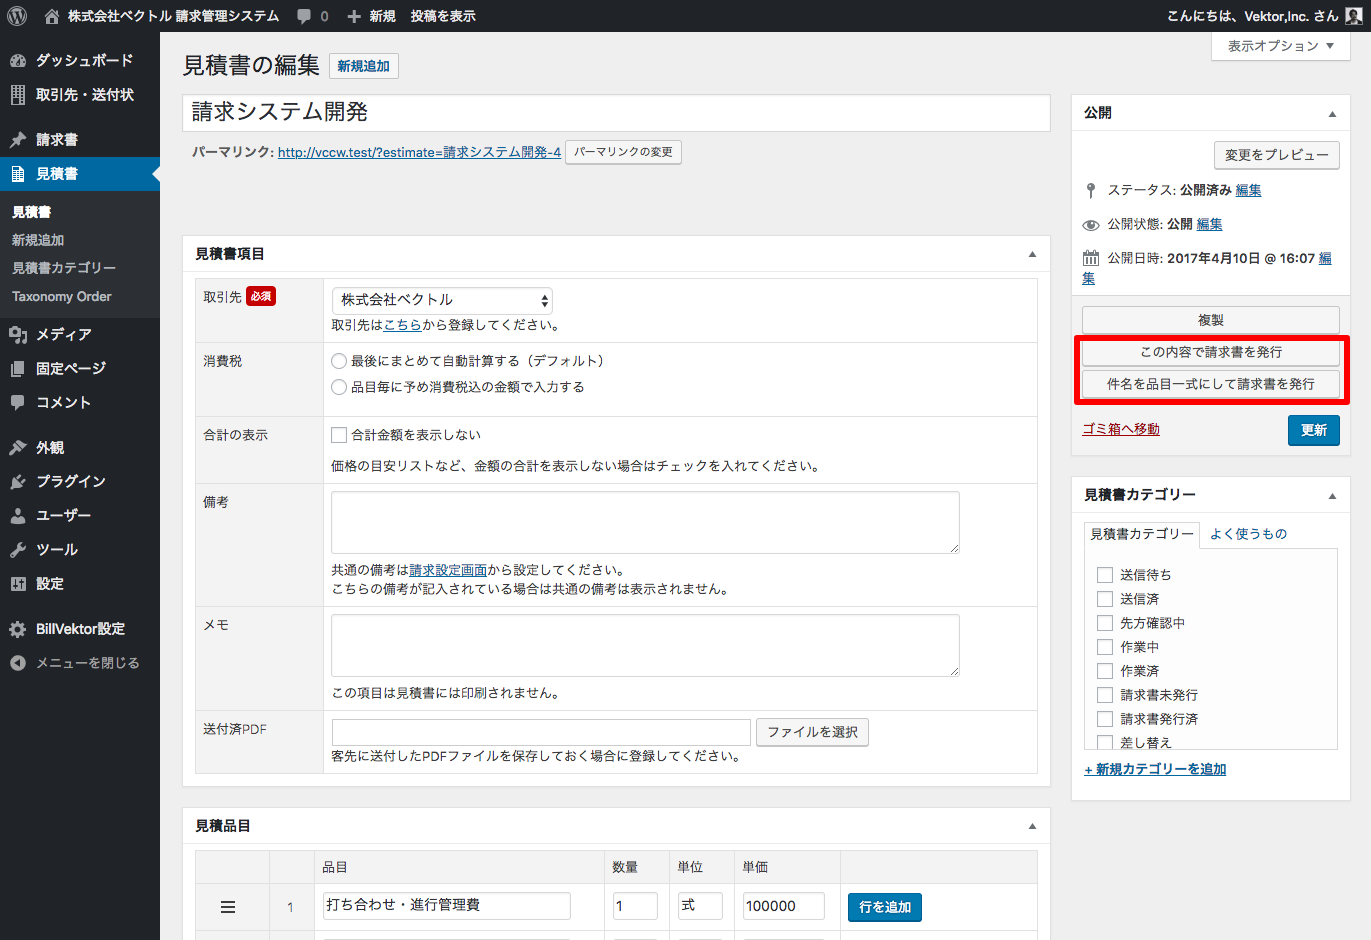 株式会社ベクトル 請求管理システム 0 新規 投稿を表示 こんにちは、Vektor,Inc. さん
表示オプション
ダッシュボード
取引先・送付状
請求書
見積書
見積書
新規追加
見積書カテゴリー
Taxonomy Order
メディア
固定ページ
コメント
外観
プラグイン
ユーザー
ツール
設定
BillVektor設定
メニューを閉じる
見積書の編集 新規追加
請求システム開発
パーマリンク: http://vccw.test/?estimate=請求システム開発-4 パーマリンクの変更
見積書項目
取引先 必須
株式会社ベクトル
取引先はこちらから登録してください。
消費税
最後にまとめて自動計算する（デフォルト）
品目毎に予め消費税込の金額で入力する
合計の表示
合計金額を表示しない
価格の目安リストなど、金額の合計を表示しない場合はチェックを入れてください。
備考
共通の備考は請求設定画面から設定してください。
こちらの備考が記入されている場合は共通の備考は表示されません。
メモ
この項目は見積書には印刷されません。
送付済PDF
ファイルを選択
客先に送付したPDFファイルを保存しておく場合に登録してください。
見積品目
品目 数量 単位 単価
1 打ち合わせ・進行管理費 1 式 100000 行を追加
公開
変更をプレビュー
ステータス: 公開済み 編集
公開状態: 公開 編集
公開日時: 2017年4月10日 @ 16:07 編
集
複製
この内容で請求書を発行
件名を品目一式にして請求書を発行
ゴミ箱へ移動 更新
見積書カテゴリー
見積書カテゴリー よく使うもの
送信待ち
送信済
先方確認中
作業中
作業済
請求書未発行
請求書発行済
差し替え
+ 新規カテゴリーを追加